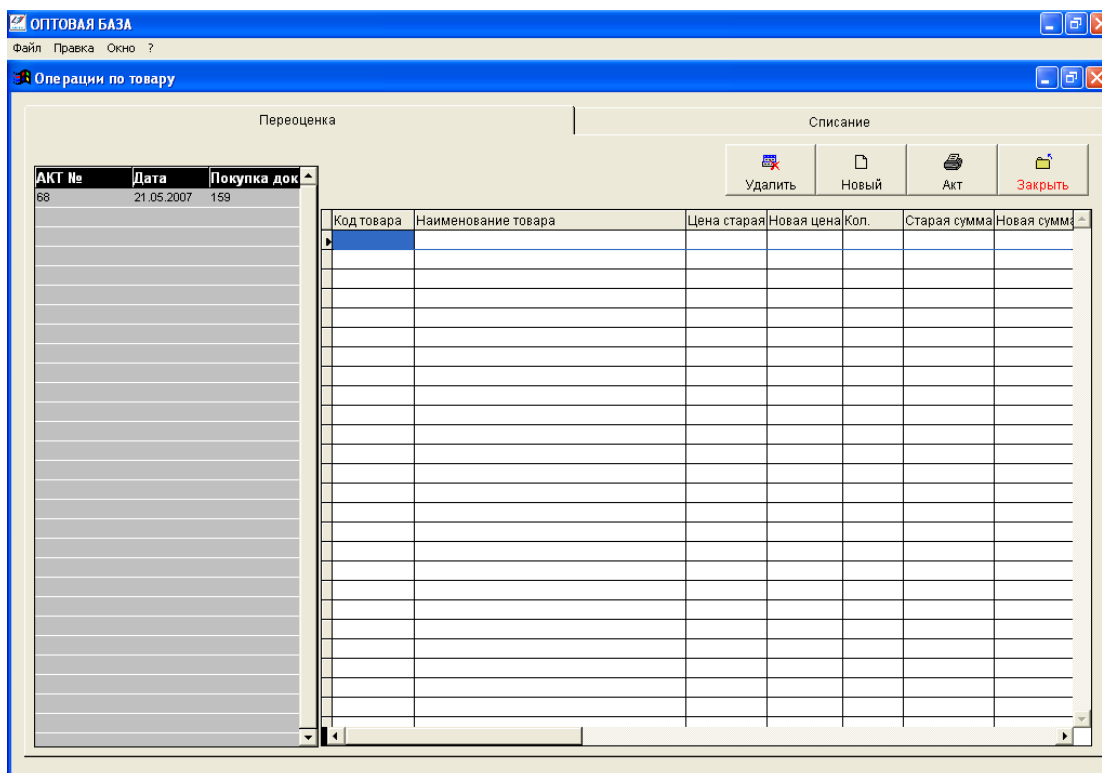 ОПТОВАЯ БАЗА
Файл Правка Окно ?
Операции по товару
Переоценка Списание
Удалить Новый Акт Закрыть
АКТ № Дата Покупка док
68 21.05.2007 159
Код товара Наименование товара Цена старая Новая цена Кол. Старая сумма Новая сумма